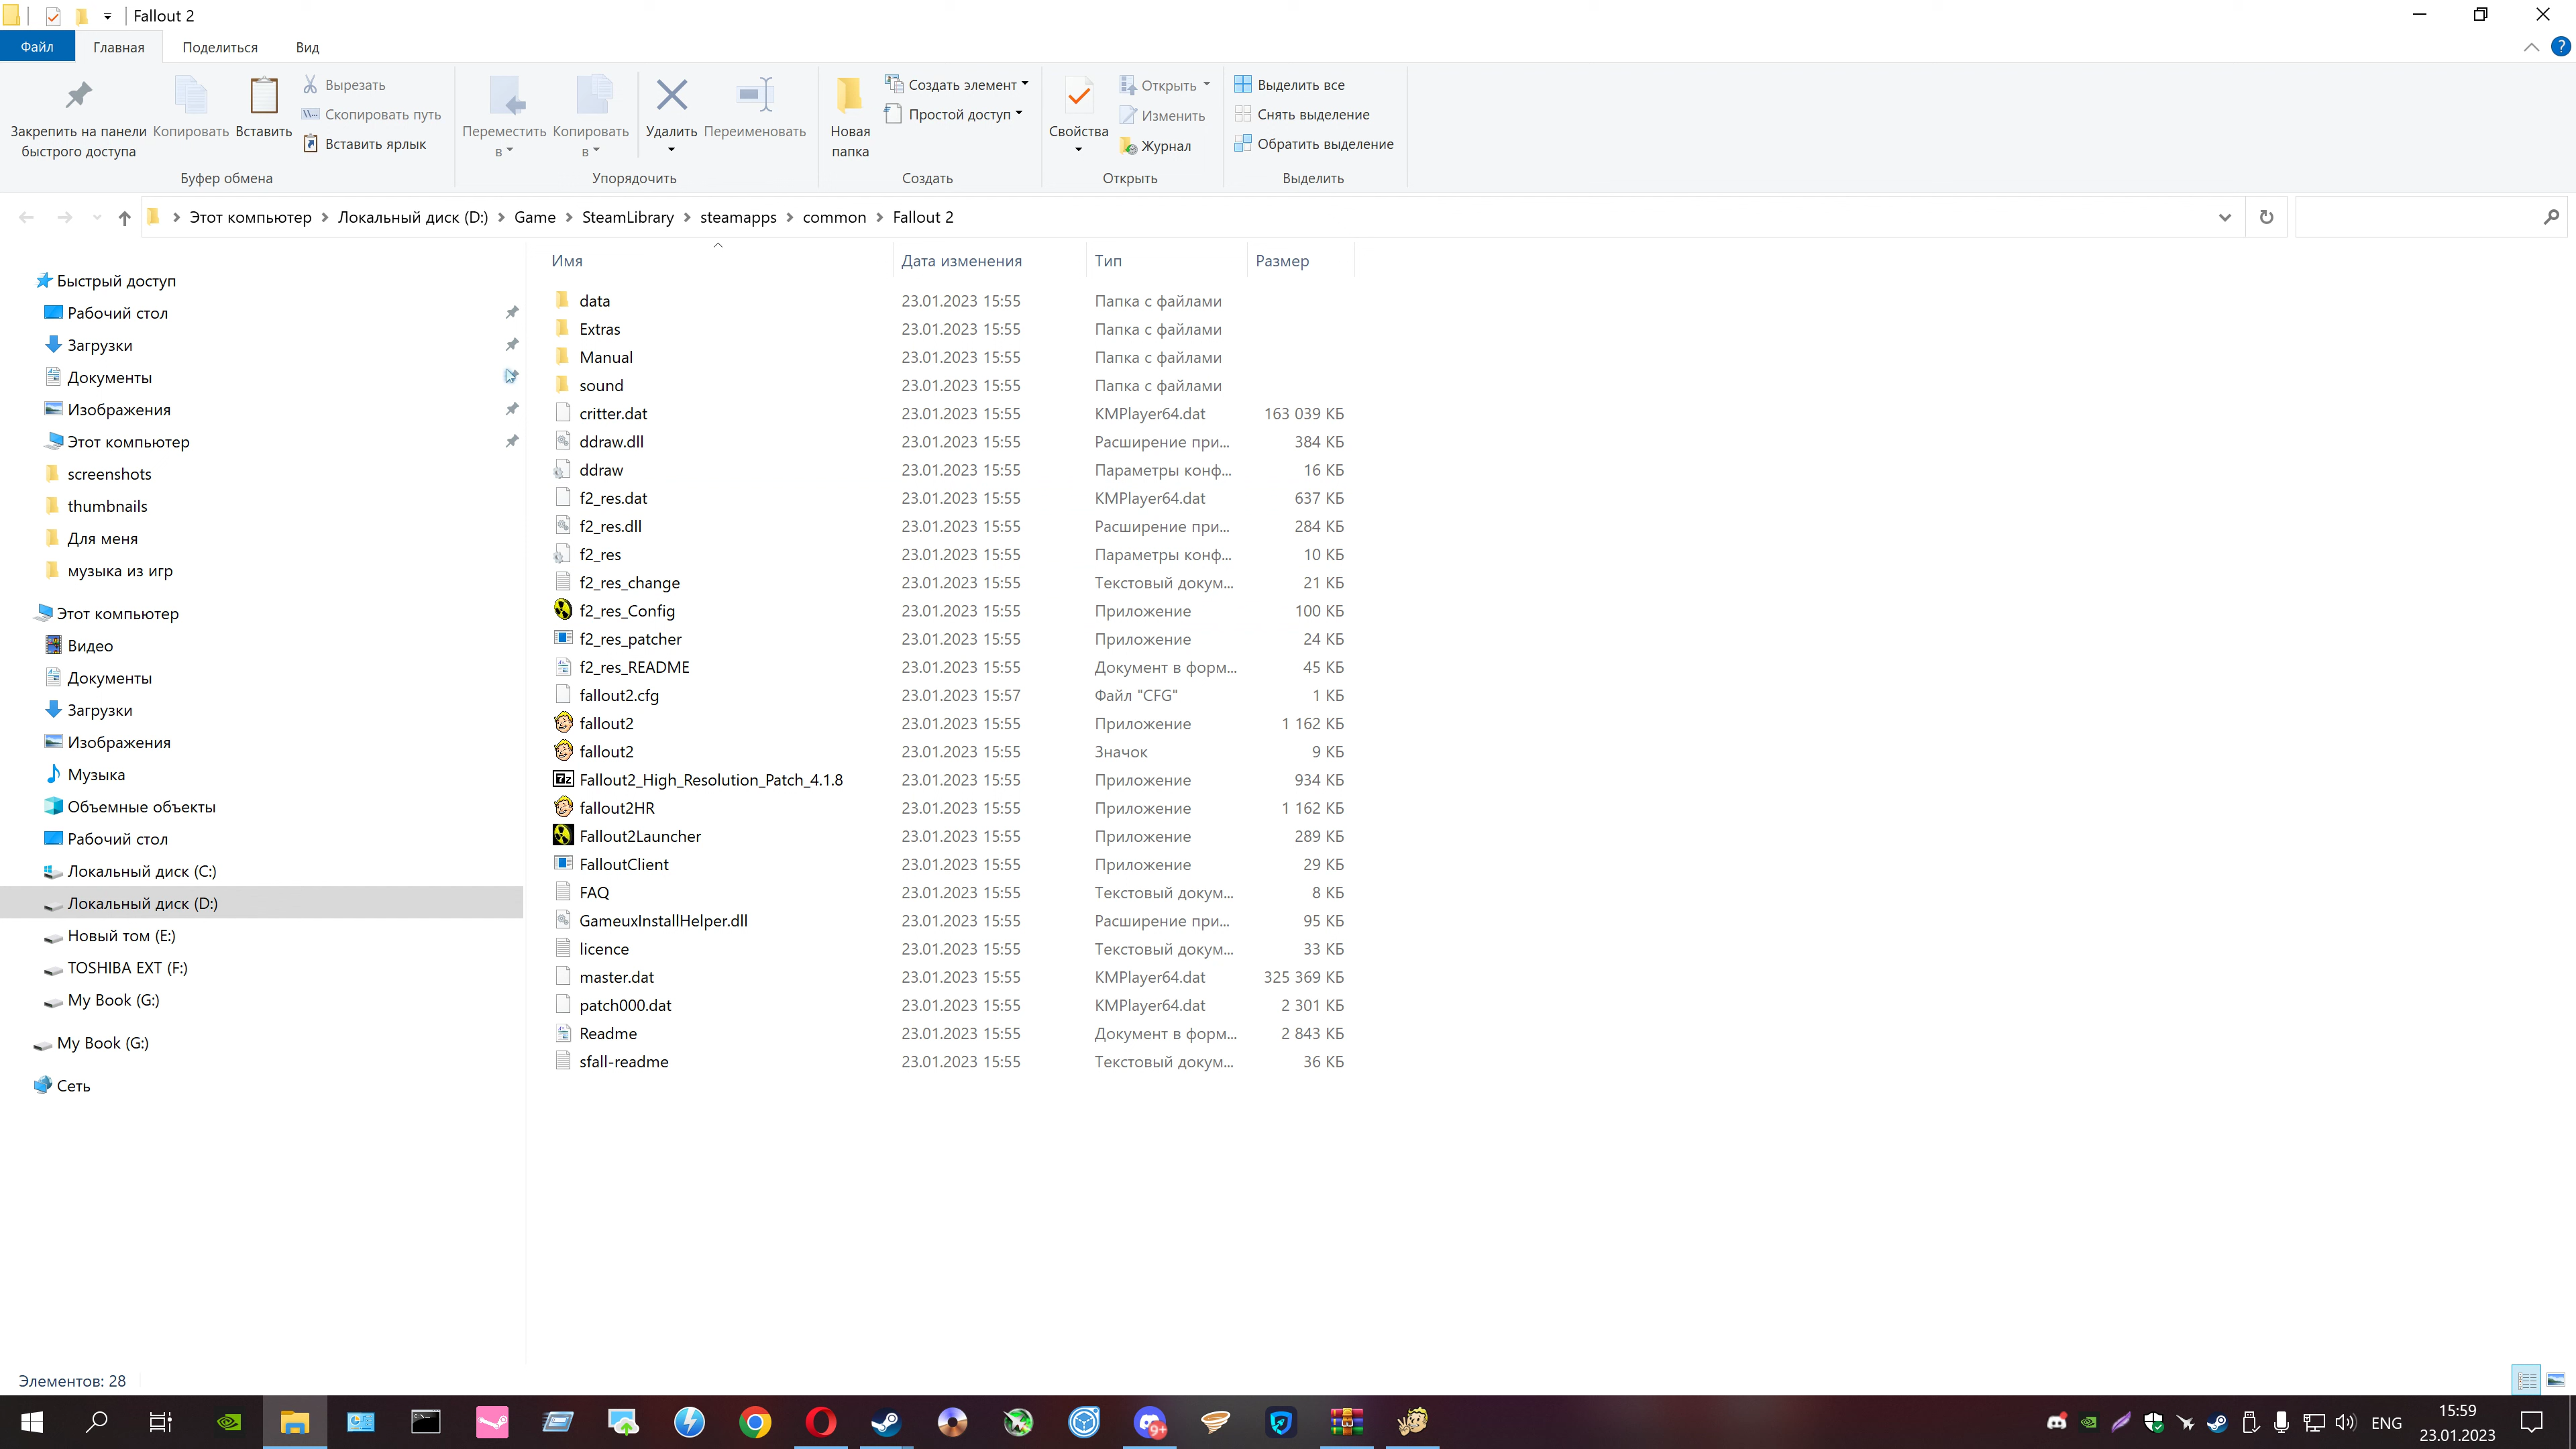 Fallout 2
Файл Главная Поделиться Вид
Закрепить на панели быстрого доступа
Копировать
Вставить
Вырезать
Скопировать путь
Вставить ярлык
Буфер обмена
Переместить в
Копировать в
Удалить
Переименовать
Упорядочить
Новая папка
Создать элемент
Простой доступ
Создать
Свойства
Открыть
Изменить
Журнал
Открыть
Выделить все
Снять выделение
Обратить выделение
Выделить
Этот компьютер Локальный диск (D:) Game SteamLibrary steamapps common Fallout 2
Быстрый доступ
Рабочий стол
Загрузки
Документы
Изображения
Этот компьютер
screenshots
thumbnails
Для меня
музыка из игр
Этот компьютер
Видео
Документы
Загрузки
Изображения
Музыка
Объемные объекты
Рабочий стол
Локальный диск (C:)
Локальный диск (D:)
Новый том (E:)
TOSHIBA EXT (F:)
My Book (G:)
My Book (G:)
Сеть
Имя Дата изменения Тип Размер
data 23.01.2023 15:55 Папка с файлами
Extras 23.01.2023 15:55 Папка с файлами
Manual 23.01.2023 15:55 Папка с файлами
sound 23.01.2023 15:55 Папка с файлами
critter.dat 23.01.2023 15:55 KMPlayer64.dat 163 039 КБ
ddraw.dll 23.01.2023 15:55 Расширение при... 384 КБ
ddraw 23.01.2023 15:55 Параметры конф... 16 КБ
f2_res.dat 23.01.2023 15:55 KMPlayer64.dat 637 КБ
f2_res.dll 23.01.2023 15:55 Расширение при... 284 КБ
f2_res 23.01.2023 15:55 Параметры конф... 10 КБ
f2_res_change 23.01.2023 15:55 Текстовый докум... 21 КБ
f2_res_Config 23.01.2023 15:55 Приложение 100 КБ
f2_res_patcher 23.01.2023 15:55 Приложение 24 КБ
f2_res_README 23.01.2023 15:55 Документ в форм... 45 КБ
fallout2.cfg 23.01.2023 15:57 Файл "CFG" 1 КБ
fallout2 23.01.2023 15:55 Приложение 1 162 КБ
fallout2 23.01.2023 15:55 Значок 9 КБ
Fallout2_High_Resolution_Patch_4.1.8 23.01.2023 15:55 Приложение 934 КБ
fallout2HR 23.01.2023 15:55 Приложение 1 162 КБ
Fallout2Launcher 23.01.2023 15:55 Приложение 289 КБ
FalloutClient 23.01.2023 15:55 Приложение 29 КБ
FAQ 23.01.2023 15:55 Текстовый докум... 8 КБ
GameuxInstallHelper.dll 23.01.2023 15:55 Расширение при... 95 КБ
licence 23.01.2023 15:55 Текстовый докум... 33 КБ
master.dat 23.01.2023 15:55 KMPlayer64.dat 325 369 КБ
patch000.dat 23.01.2023 15:55 KMPlayer64.dat 2 301 КБ
Readme 23.01.2023 15:55 Документ в форм... 2 843 КБ
sfall-readme 23.01.2023 15:55 Текстовый докум... 36 КБ
Элементов: 28
9+
ENG
15:59
23.01.2023